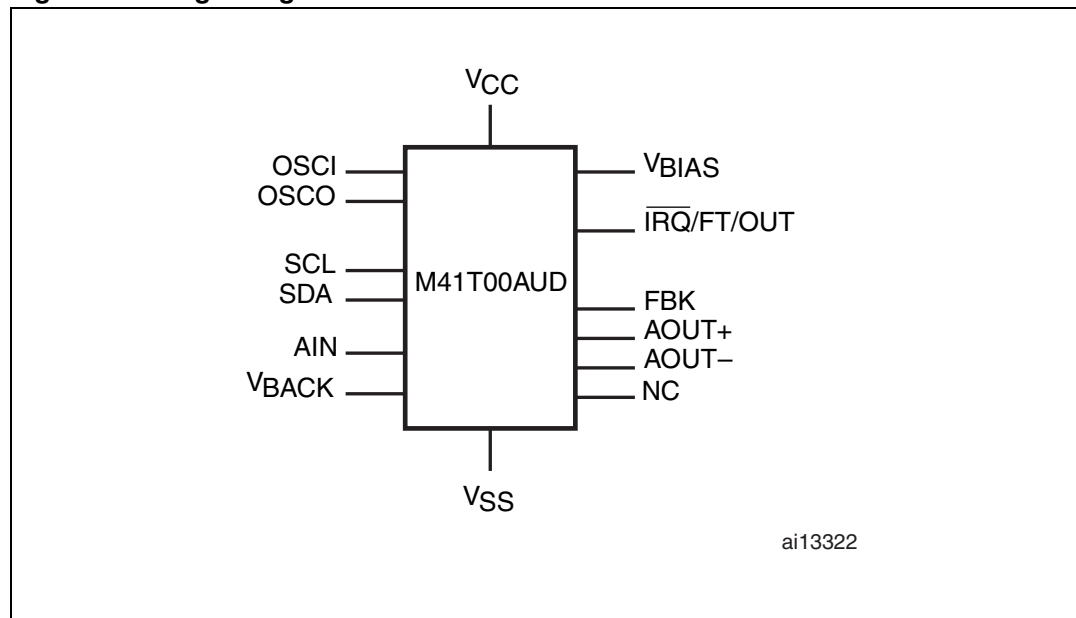 VCC
OSCI
OSCO
SCL
SDA
AIN
VBACK
M41T00AUD
VBIAS
IRQ/FT/OUT
FBK
AOUT+
AOUT–
NC
VSS
ai13322